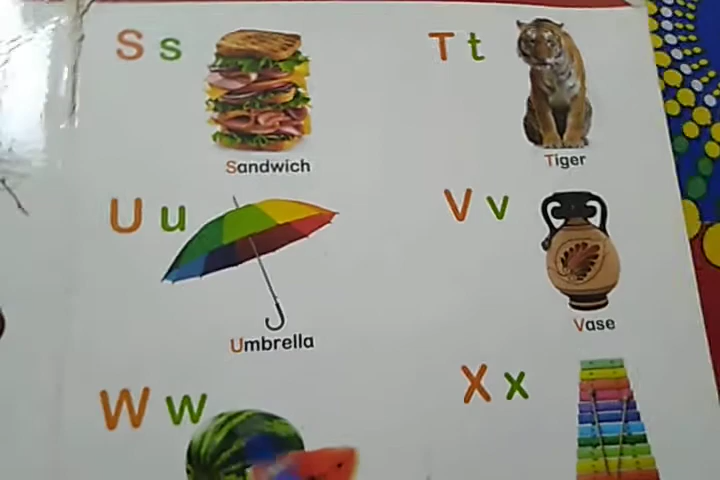 S s
T t
Sandwich
Tiger
U u
V v
Umbrella
Vase
W w
X x